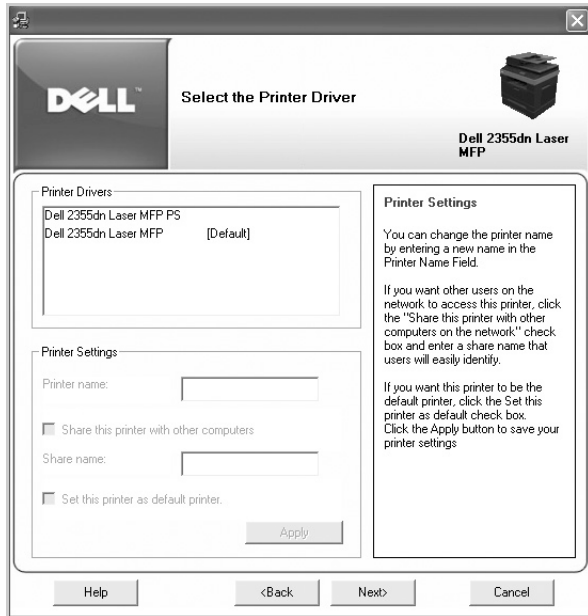 DELL™
Select the Printer Driver
Dell 2355dn Laser
MFP
Printer Drivers
Dell 2355dn Laser MFP PS
Dell 2355dn Laser MFP [Default]
Printer Settings
Printer name:
Share this printer with other computers
Share name:
Set this printer as default printer.
Apply
Printer Settings
You can change the printer name
by entering a new name in the
Printer Name Field.
If you want other users on the
network to access this printer, click
the "Share this printer with other
computers on the network" check
box and enter a share name that
users will easily identify.
If you want this printer to be the
default printer, click the Set this
printer as default check box.
Click the Apply button to save your
printer settings
Help
<Back
Next>
Cancel